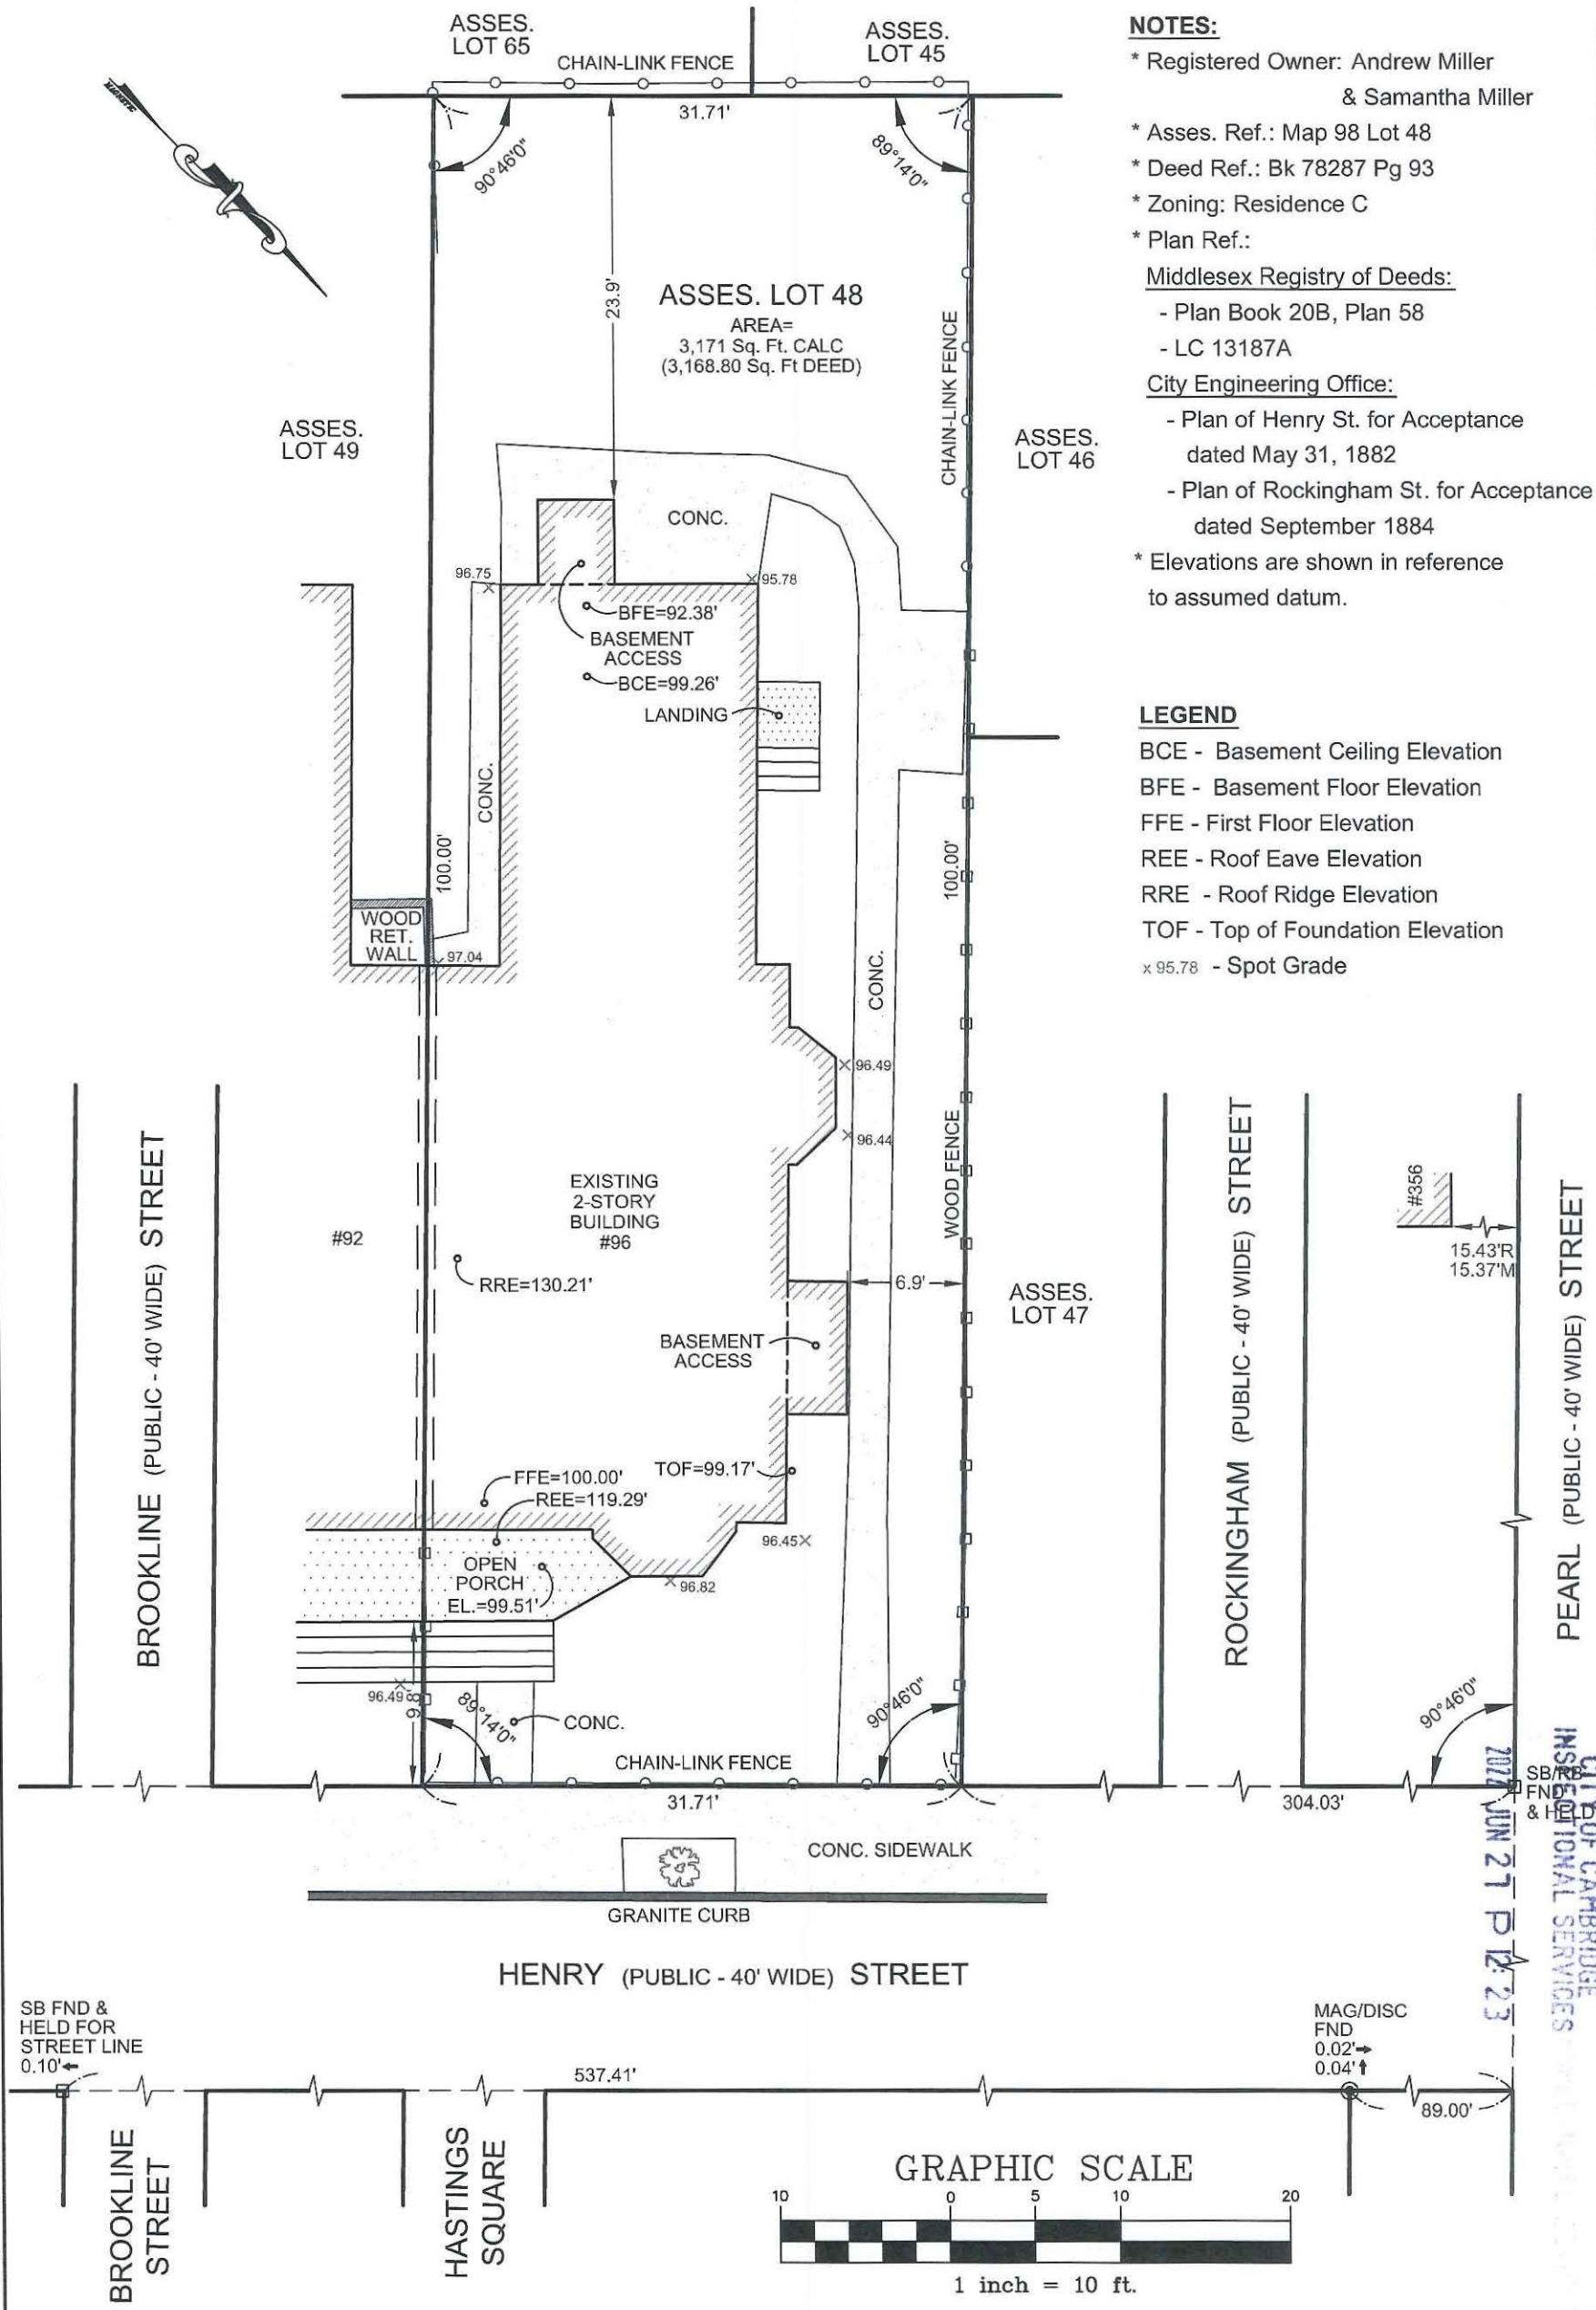 ASSES.
LOT 65
CHAIN-LINK FENCE
ASSES.
LOT 45
MAGNETIC
31.71'
90°46'0"
89°14'0"
23.9'
ASSES. LOT 48
AREA=
3,171 Sq. Ft. CALC
(3,168.80 Sq. Ft DEED)
CHAIN-LINK FENCE
ASSES.
LOT 49
ASSES.
LOT 46
CONC.
96.75
95.78
BFE=92.38'
BASEMENT
ACCESS
BCE=99.26'
LANDING
CONC.
100.00'
100.00'
WOOD
RET.
WALL
97.04
CONC.
96.49
96.44
WOOD FENCE
EXISTING
2-STORY
BUILDING
#96
#92
RRE=130.21'
6.9'
ASSES.
LOT 47
BASEMENT
ACCESS
FFE=100.00'
TOF=99.17'
REE=119.29'
96.45
OPEN
PORCH
EL.=99.51'
96.82
96.49
9.8'
89°14'0"
CONC.
90°46'0"
CHAIN-LINK FENCE
31.71'
CONC. SIDEWALK
GRANITE CURB
HENRY (PUBLIC - 40' WIDE) STREET
BROOKLINE (PUBLIC - 40' WIDE) STREET
ROCKINGHAM (PUBLIC - 40' WIDE) STREET
PEARL (PUBLIC - 40' WIDE) STREET
#356
15.43'R
15.37'M
90°46'0"
304.03'
SB/RB
FND
& HELD
CITY OF CAMBRIDGE
INSPECTIONAL SERVICES
2022 JUN 27 P 12: 23
SB FND &
HELD FOR
STREET LINE
0.10'
537.41'
MAG/DISC
FND
0.02'
0.04'
89.00'
BROOKLINE
STREET
HASTINGS
SQUARE
GRAPHIC SCALE
10 0 5 10 20
1 inch = 10 ft.
NOTES:
* Registered Owner: Andrew Miller
& Samantha Miller
* Asses. Ref.: Map 98 Lot 48
* Deed Ref.: Bk 78287 Pg 93
* Zoning: Residence C
* Plan Ref.:
Middlesex Registry of Deeds:
- Plan Book 20B, Plan 58
- LC 13187A
City Engineering Office:
- Plan of Henry St. for Acceptance
dated May 31, 1882
- Plan of Rockingham St. for Acceptance
dated September 1884
* Elevations are shown in reference
to assumed datum.
LEGEND
BCE - Basement Ceiling Elevation
BFE - Basement Floor Elevation
FFE - First Floor Elevation
REE - Roof Eave Elevation
RRE - Roof Ridge Elevation
TOF - Top of Foundation Elevation
x 95.78 - Spot Grade